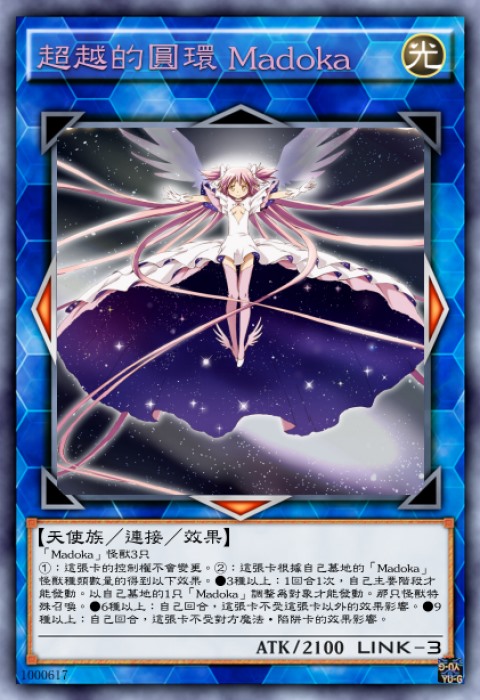 超越的圓環 Madoka
光
【天使族／連接／效果】
「Madoka」怪獸3只
①：這張卡的控制權不會變更。②：這張卡根據自己墓地的「Madoka」
怪獸種類數量的得到以下效果。●3種以上：1回合1次，自己主要階段才
能發動。以自己墓地的1只「Madoka」調整為對象才能發動。那只怪獸特
殊召喚。●6種以上：自己回合，這張卡不受這張卡以外的效果影響。●9
種以上：自己回合，這張卡不受對方魔法・陷阱卡的效果影響。
ATK/2100 LINK-3
1000617